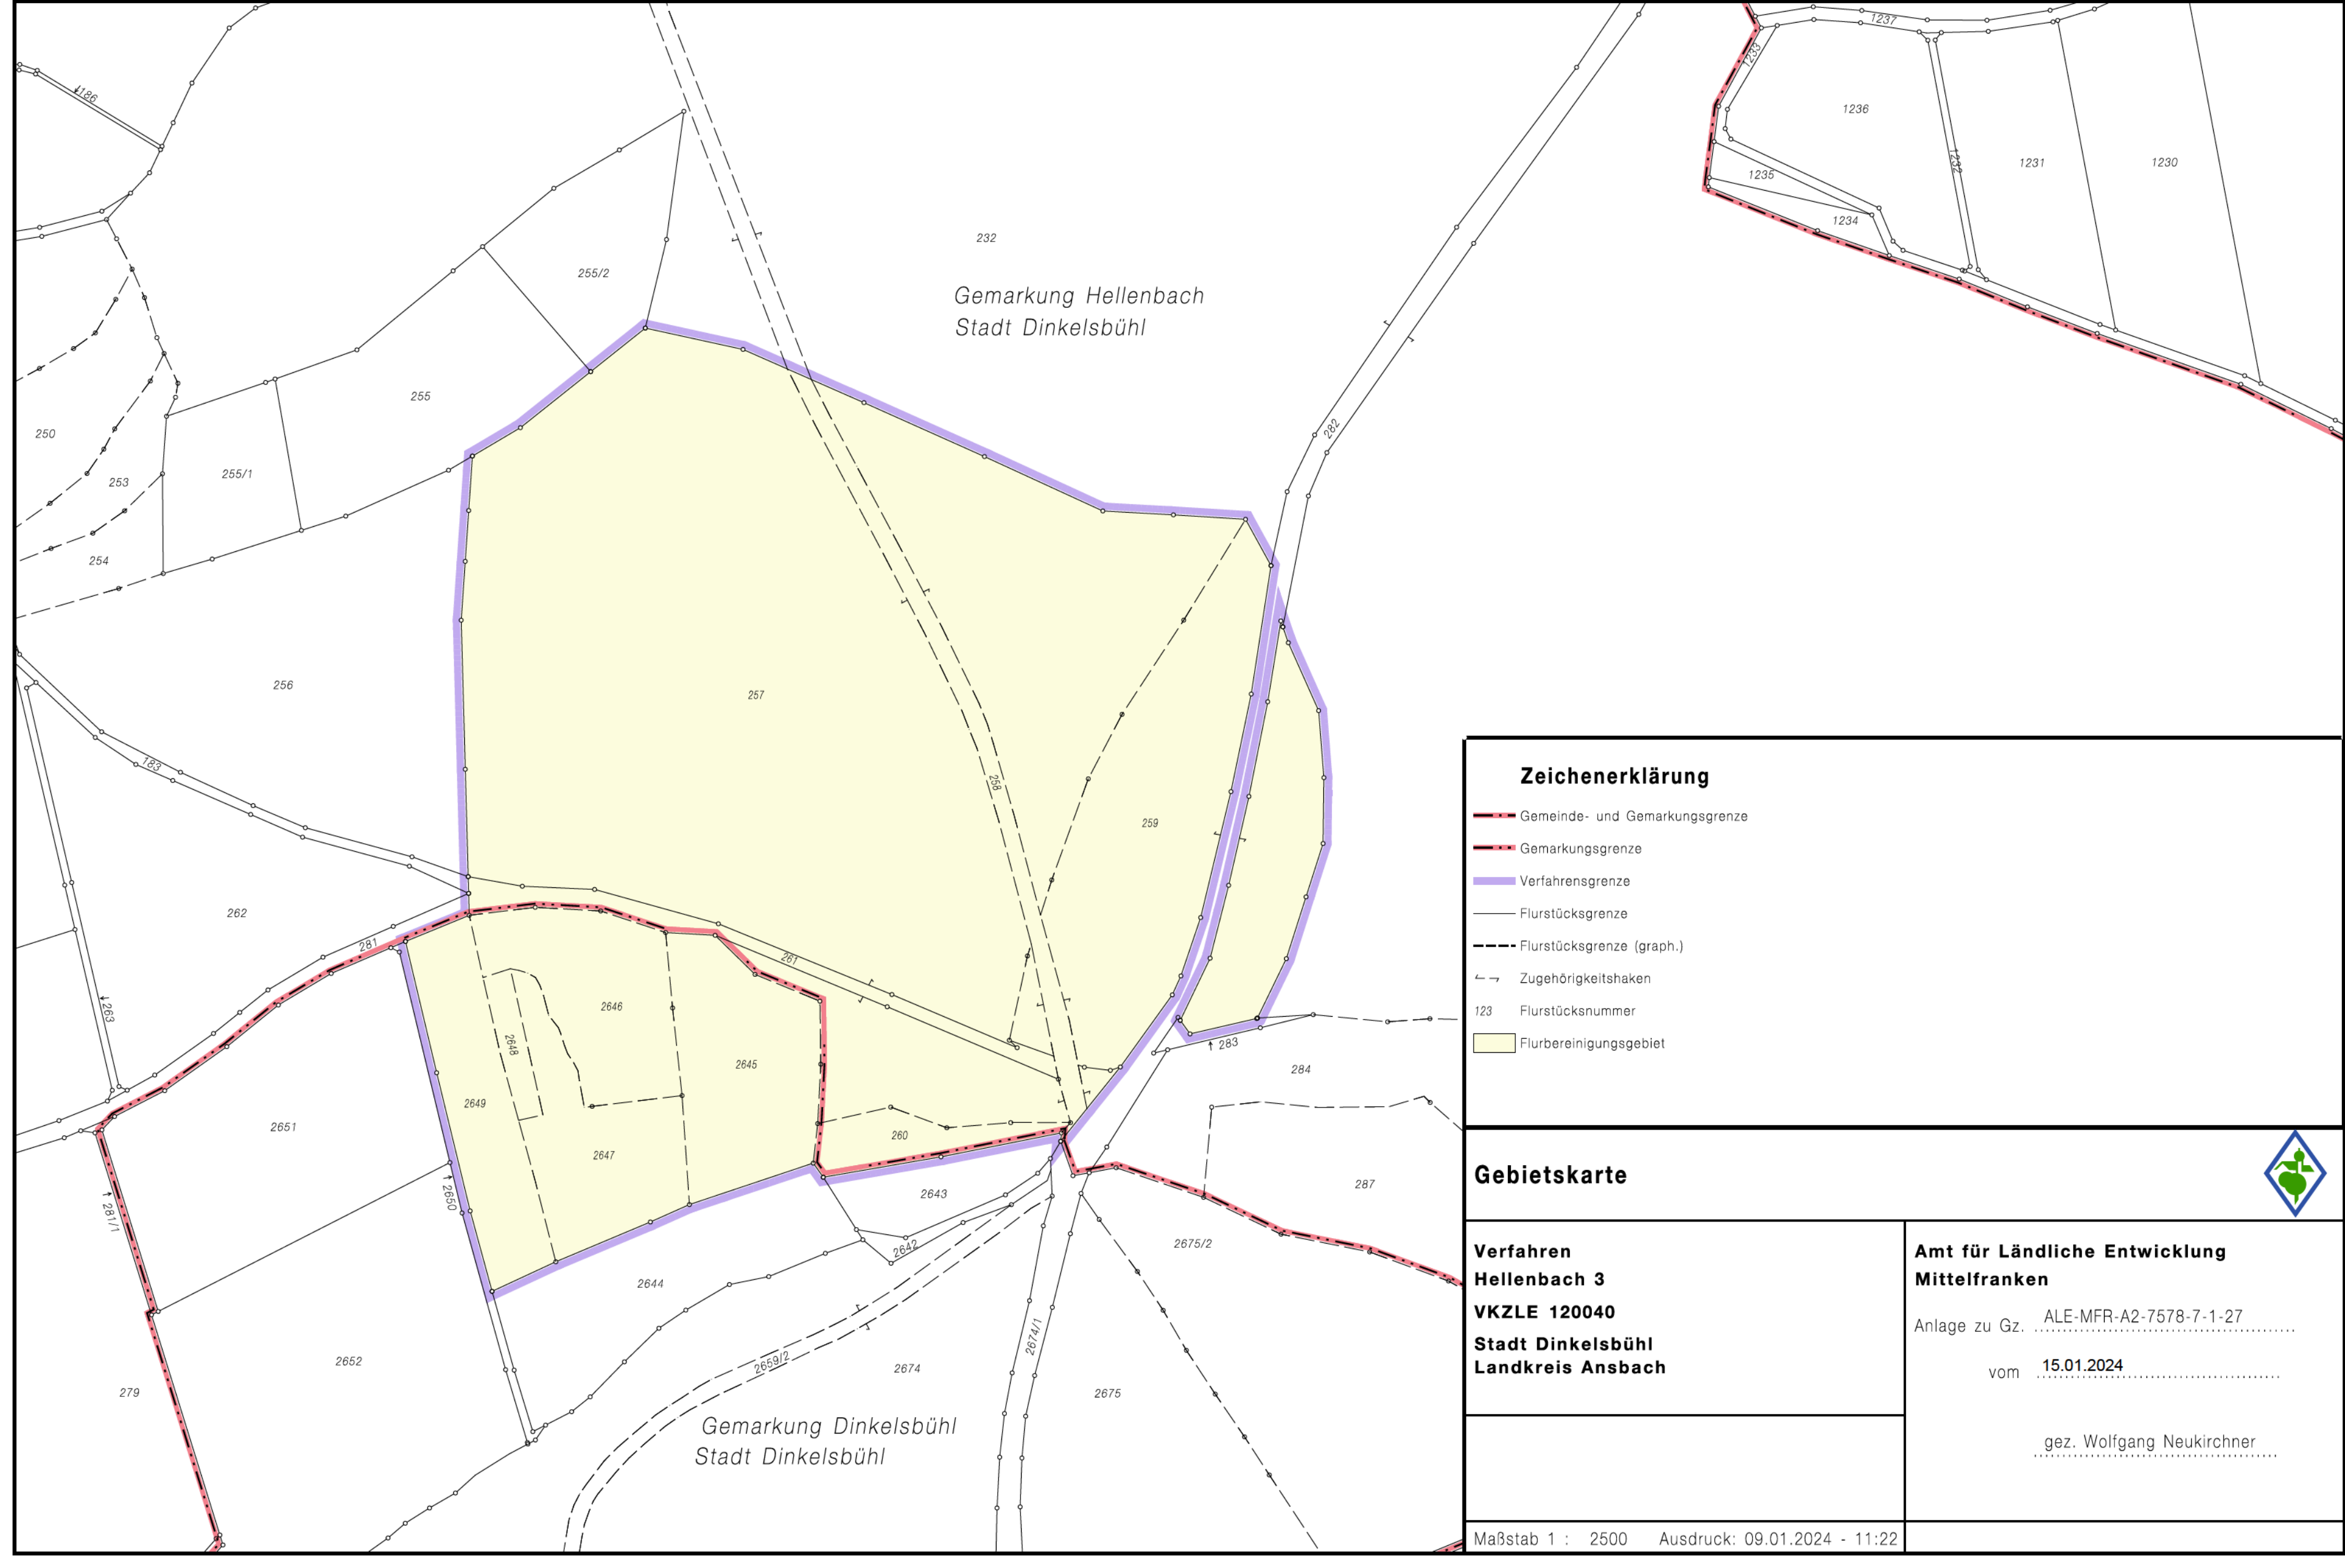 1237
186
1233
1236
1232
1231
1230
1235
1234
232
255/2
Gemarkung Hellenbach
Stadt Dinkelsbühl
255
282
250
255/1
253
254
256
257
183
258
259
262
281
261
263
2646
2648
2645
283
284
2649
2651
260
2647
287
2650
281/1
2643
2642
2675/2
2644
2674/1
2652
2659/2
2674
279
2675
Gemarkung Dinkelsbühl
Stadt Dinkelsbühl
Zeichenerklärung
Gemeinde- und Gemarkungsgrenze
Gemarkungsgrenze
Verfahrensgrenze
Flurstücksgrenze
Flurstücksgrenze (graph.)
Zugehörigkeitshaken
123 Flurstücksnummer
Flurbereinigungsgebiet
Gebietskarte
Verfahren
Hellenbach 3
VKZLE 120040
Stadt Dinkelsbühl
Landkreis Ansbach
Amt für Ländliche Entwicklung
Mittelfranken
Anlage zu Gz. ALE-MFR-A2-7578-7-1-27
vom 15.01.2024
gez. Wolfgang Neukirchner
Maßstab 1 : 2500 Ausdruck: 09.01.2024 - 11:22